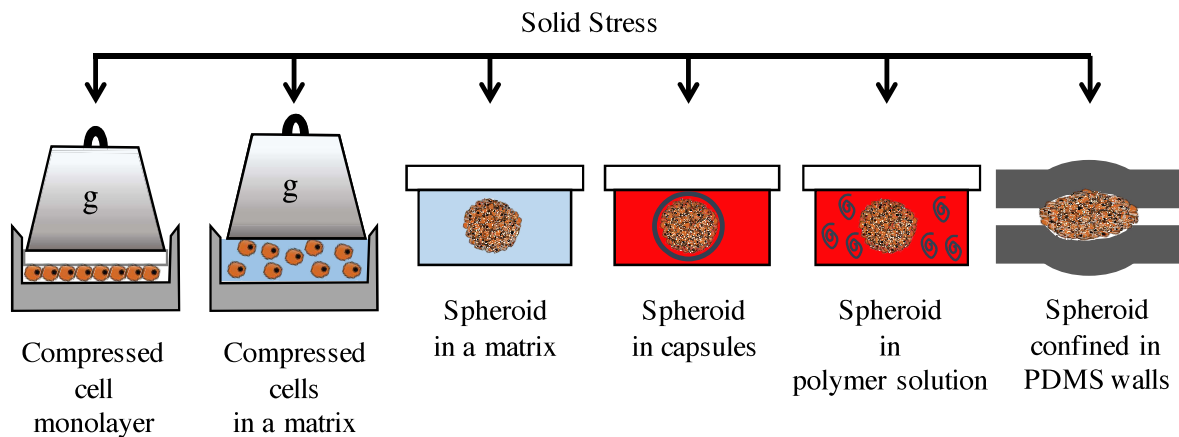 Solid Stress
g
g
Compressed
cell
monolayer
Compressed
cells
in a matrix
Spheroid
in a matrix
Spheroid
in capsules
Spheroid
in
polymer solution
Spheroid
confined in
PDMS walls